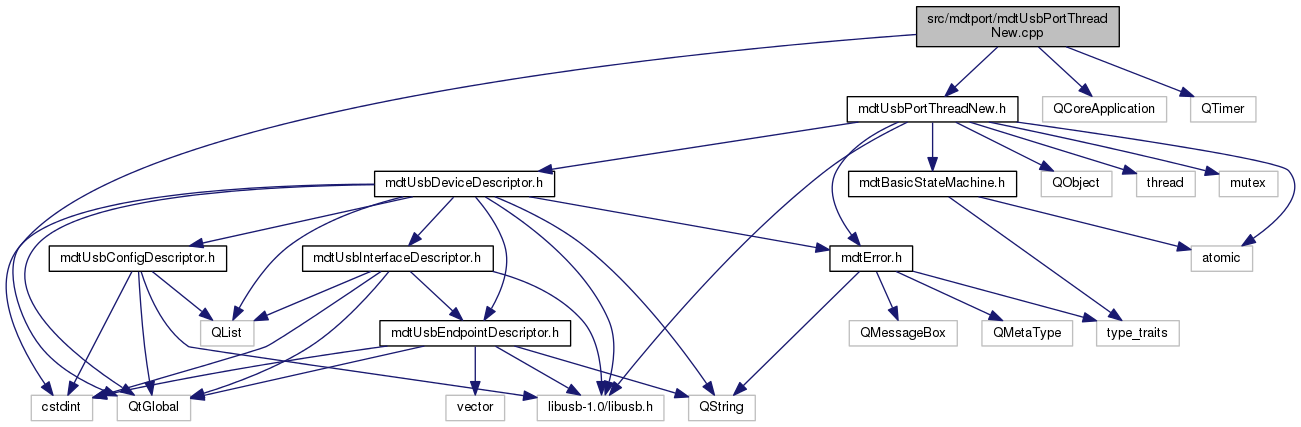 src/mdtport/mdtUsbPortThread
New.cpp
mdtUsbPortThreadNew.h
QCoreApplication
QTimer
mdtUsbDeviceDescriptor.h
mdtBasicStateMachine.h
QObject
thread
mutex
mdtUsbConfigDescriptor.h
mdtUsbInterfaceDescriptor.h
mdtError.h
atomic
QList
mdtUsbEndpointDescriptor.h
QMessageBox
QMetaType
type_traits
cstdint
QtGlobal
vector
libusb-1.0/libusb.h
QString